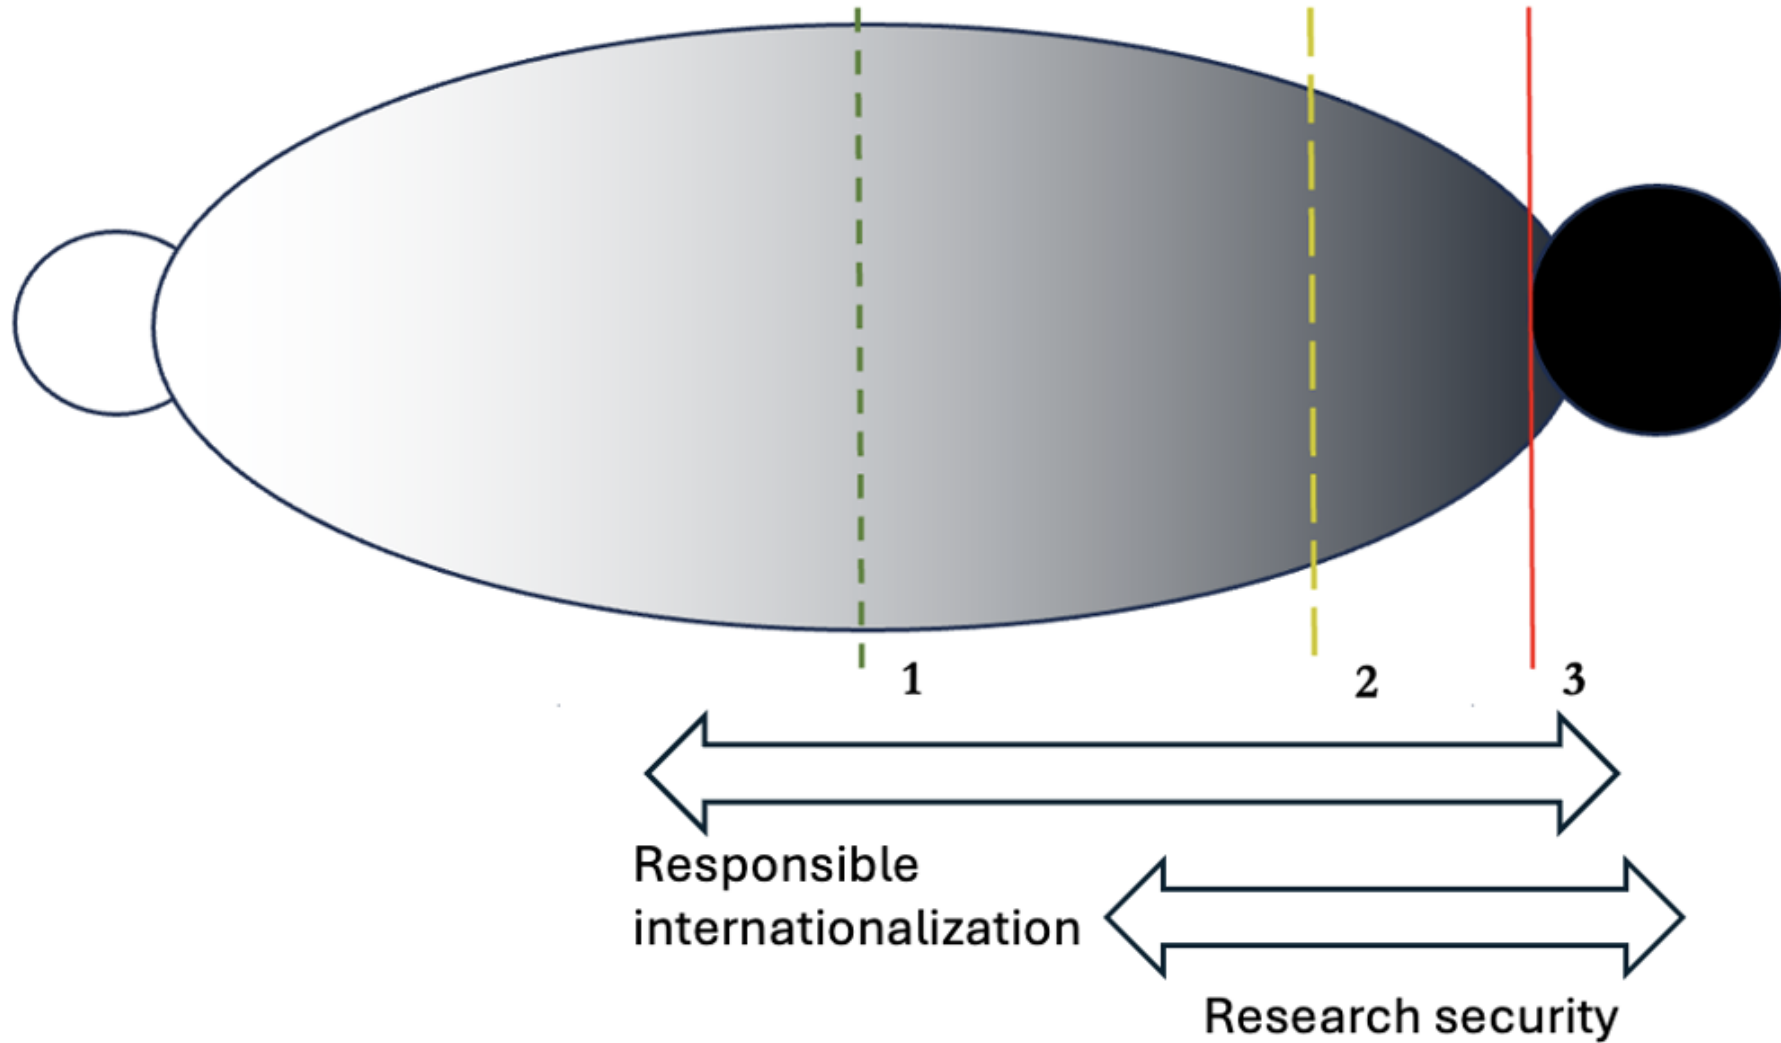 1
2
3
Responsible
internationalization
Research security